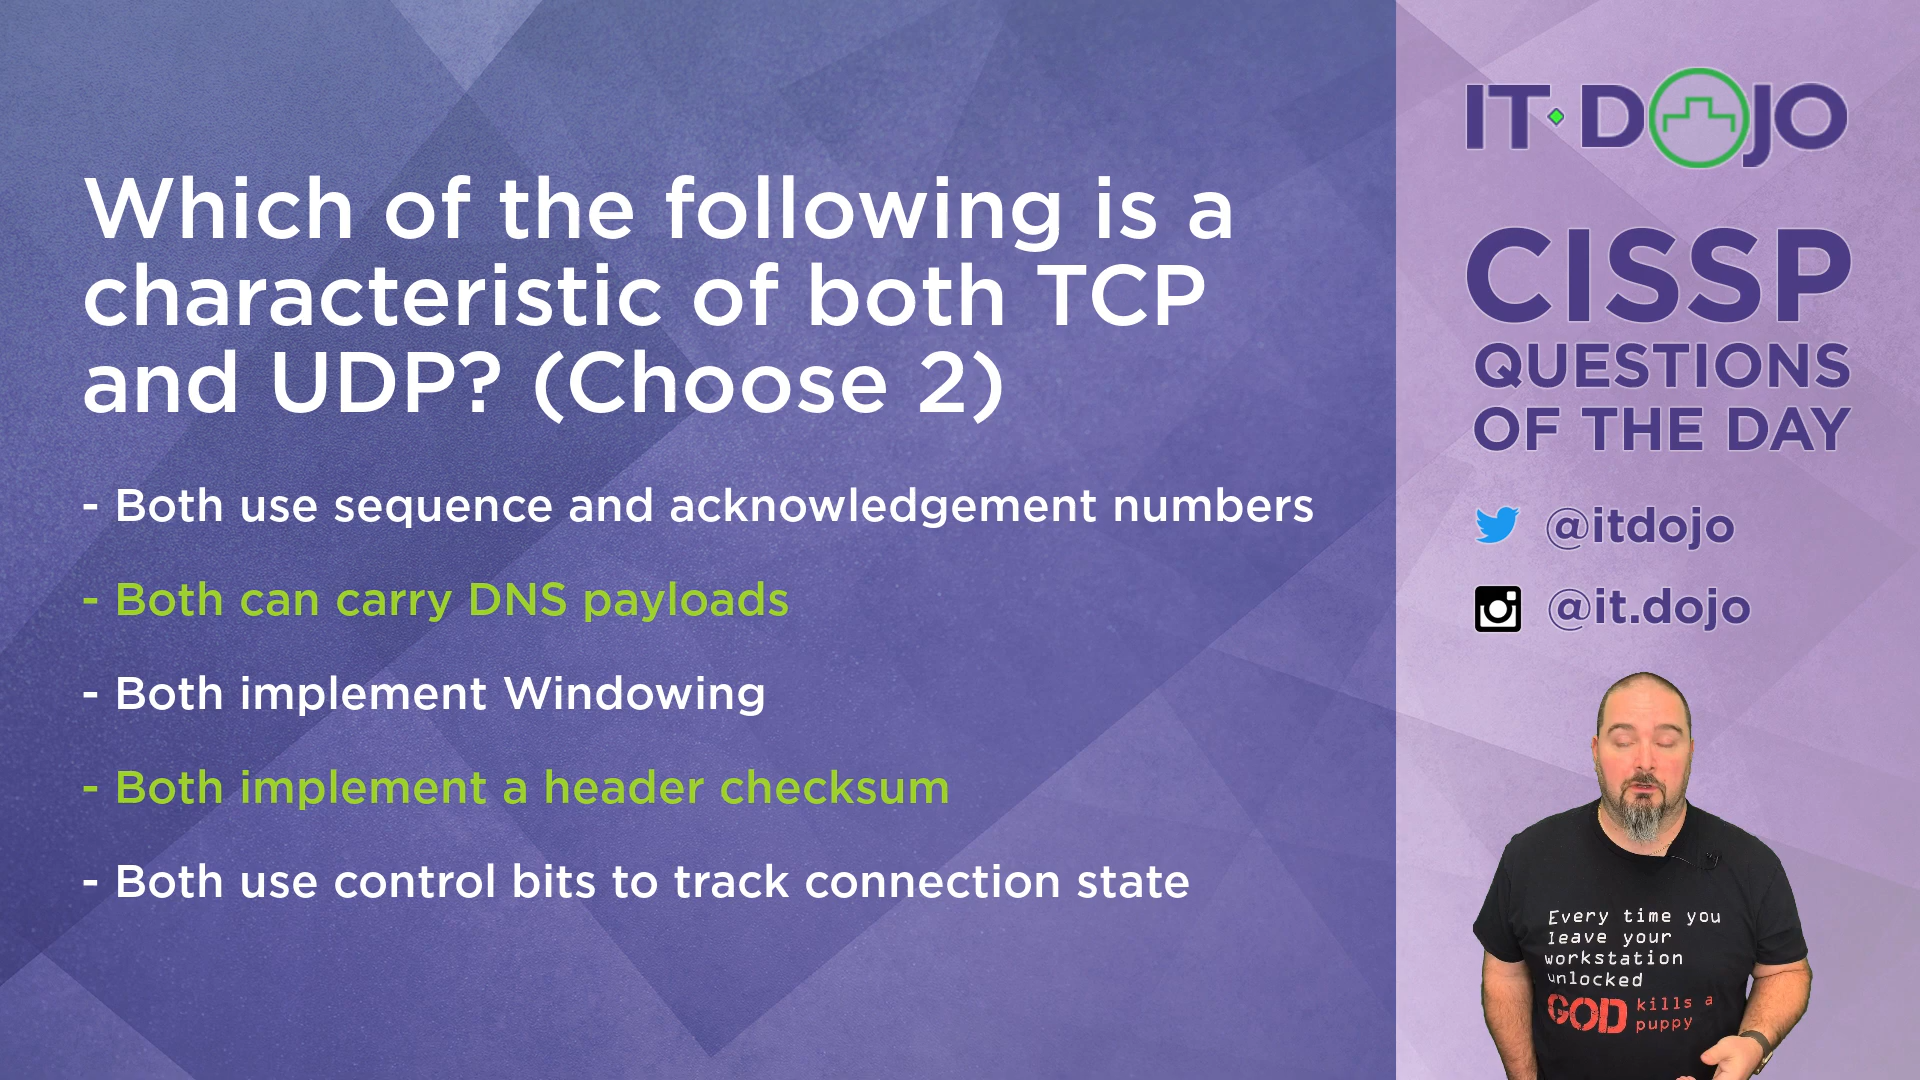 Which of the following is a
characteristic of both TCP
and UDP? (Choose 2)
- Both use sequence and acknowledgement numbers
- Both can carry DNS payloads
- Both implement Windowing
- Both implement a header checksum
- Both use control bits to track connection state
IT DOJO
CISSP
QUESTIONS
OF THE DAY
@itdojo
@it.dojo
Every time you
leave your
workstation
unlocked
GOD kills a
puppy